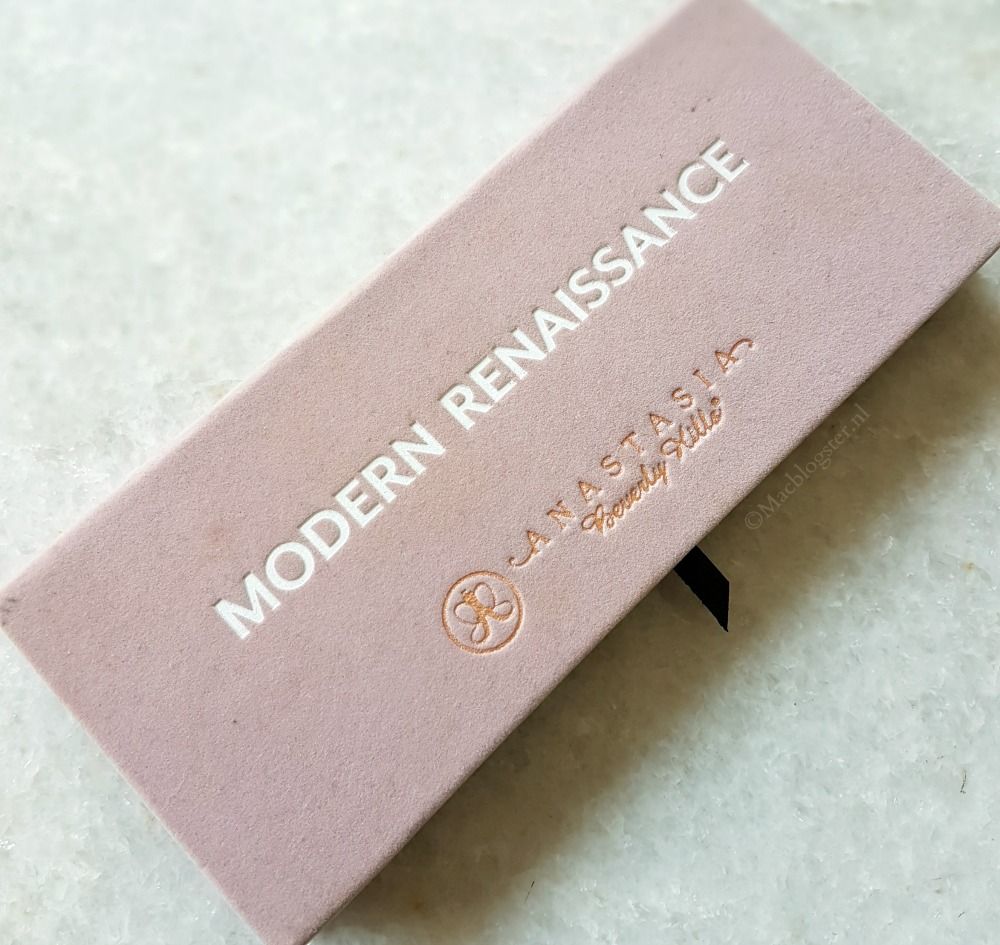 MODERN RENAISSANCE
ANASTASIA
Beverly Hills®
©Macblogster.nl